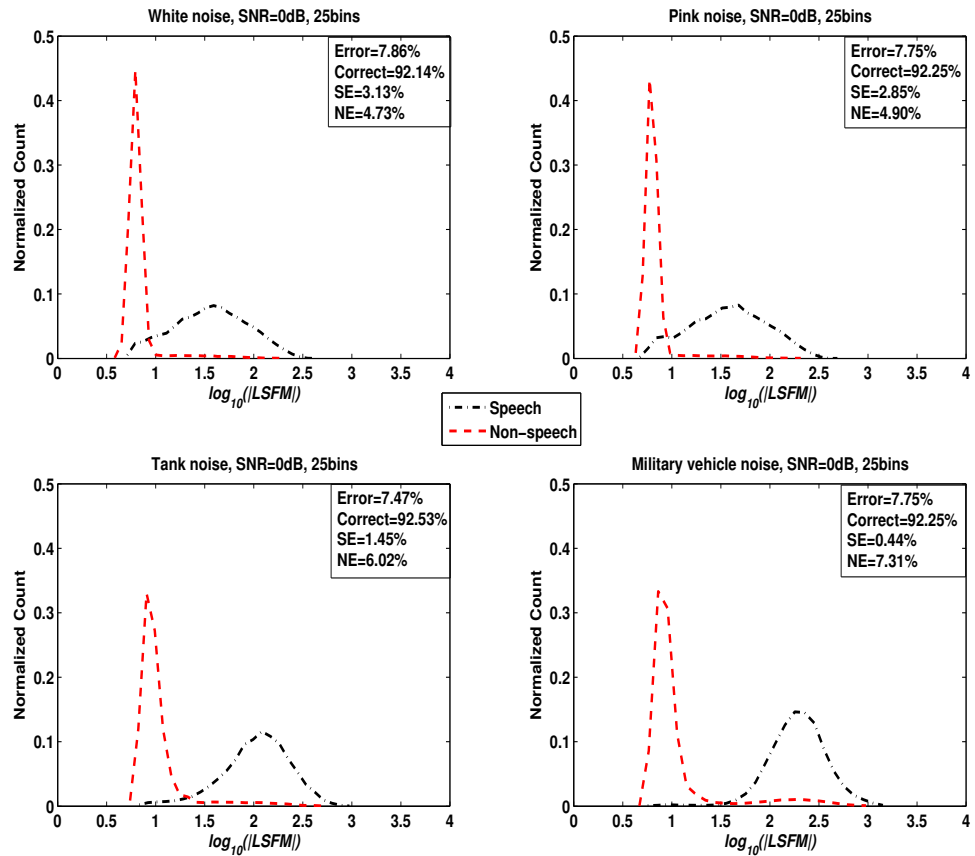 White noise, SNR=0dB, 25bins
Error=7.86%
Correct=92.14%
SE=3.13%
NE=4.73%
Normalized Count
0.5
0.4
0.3
0.2
0.1
0
0 0.5 1 1.5 2 2.5 3 3.5 4
log10(|LSFM|)
Pink noise, SNR=0dB, 25bins
Error=7.75%
Correct=92.25%
SE=2.85%
NE=4.90%
Normalized Count
0.5
0.4
0.3
0.2
0.1
0
0 0.5 1 1.5 2 2.5 3 3.5 4
log10(|LSFM|)
Speech
Non-speech
Tank noise, SNR=0dB, 25bins
Error=7.47%
Correct=92.53%
SE=1.45%
NE=6.02%
Normalized Count
0.5
0.4
0.3
0.2
0.1
0
0 0.5 1 1.5 2 2.5 3 3.5 4
log10(|LSFM|)
Military vehicle noise, SNR=0dB, 25bins
Error=7.75%
Correct=92.25%
SE=0.44%
NE=7.31%
Normalized Count
0.5
0.4
0.3
0.2
0.1
0
0 0.5 1 1.5 2 2.5 3 3.5 4
log10(|LSFM|)